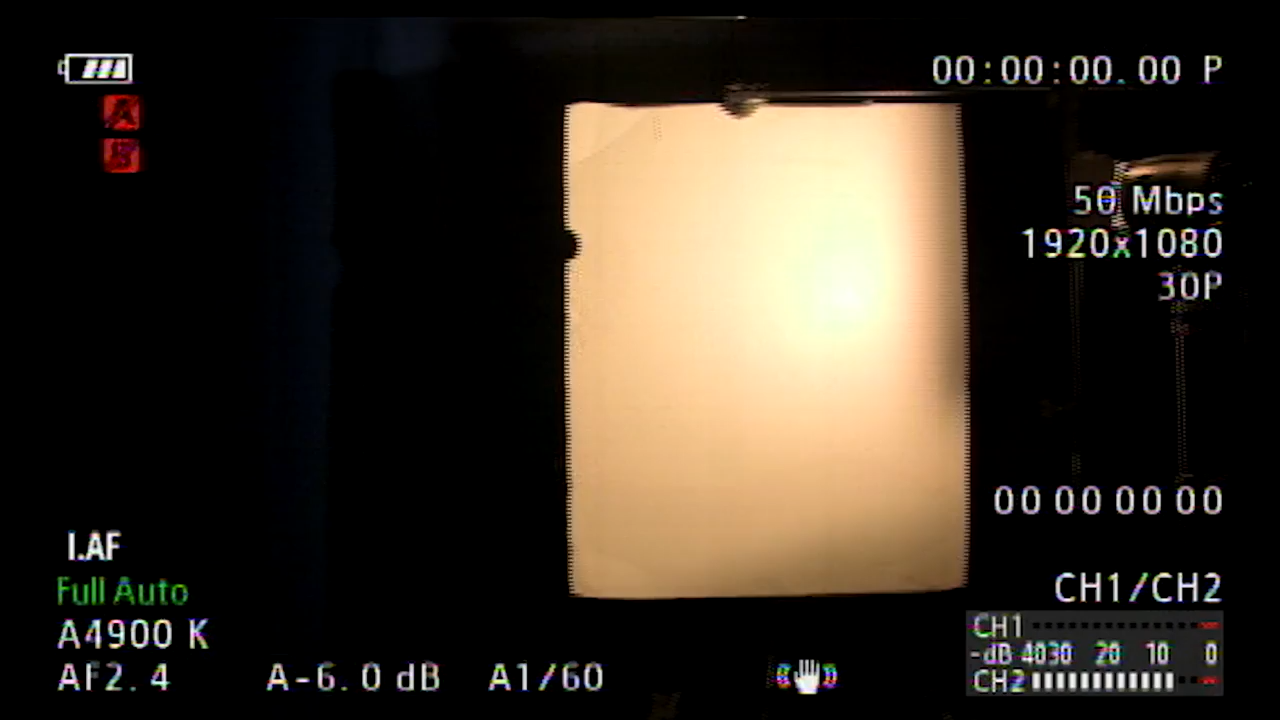 00:00:00.00 P
A
B
50 Mbps
1920x1080
30P
00 00 00 00
I.AF
Full Auto
CH1/CH2
A4900 K
CH1
-dB 40 30 20 10 0
AF2.4 A-6.0 dB A1/60
CH2